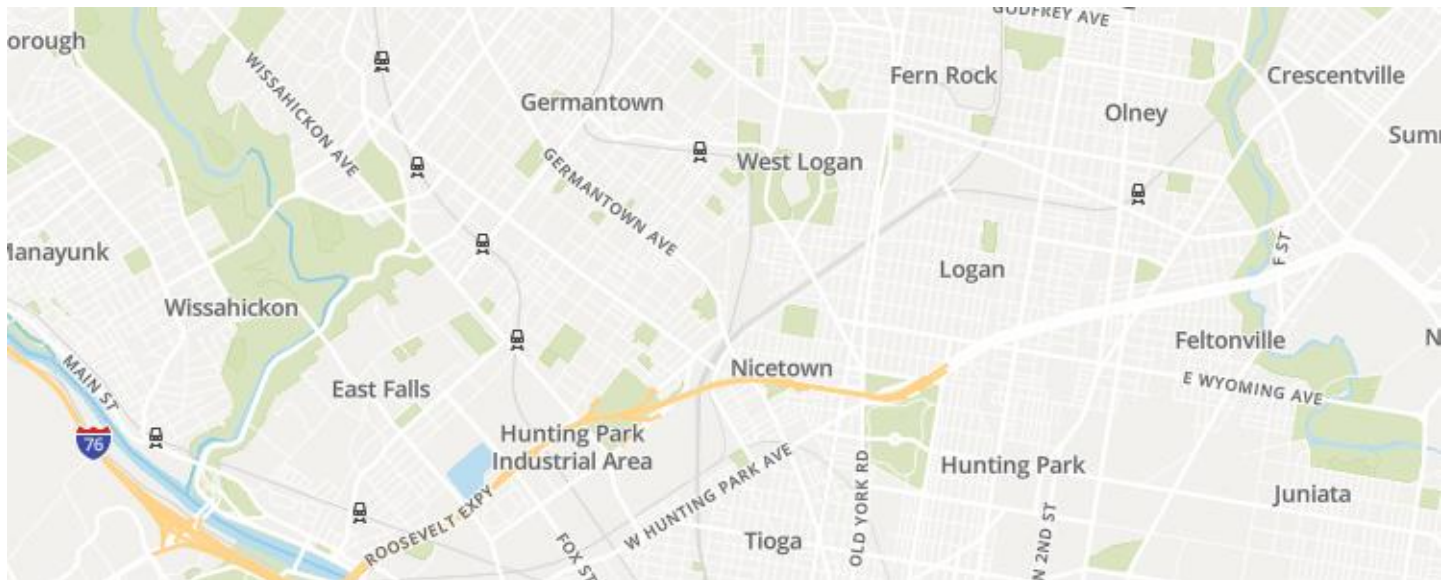 GODFREY AVE
orough
WISSAHICKON AVE
Fern Rock
Crescentville
Germantown
Olney
Summ
GERMANTOWN AVE
West Logan
Manayunk
F ST
Logan
Wissahickon
Feltonville
N
MAIN ST
Nicetown
E WYOMING AVE
East Falls
76
Hunting Park
Industrial Area
W HUNTING PARK AVE
OLD YORK RD
Hunting Park
Juniata
ROOSEVELT EXPY
FOX ST
Tioga
N 2ND ST